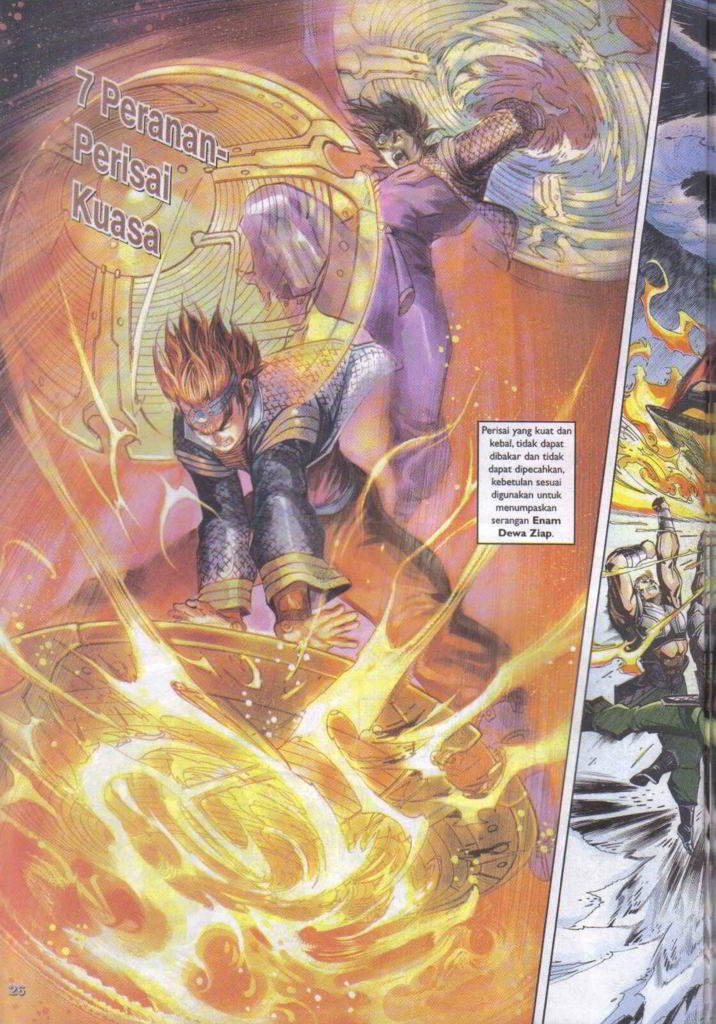 7 Peranan-
Perisai
Kuasa
Perisai yang kuat dan
kebal, tidak dapat
dibakar dan tidak
dapat dipecahkan,
kebetulan sesuai
digunakan untuk
menumpaskan
serangan Enam
Dewa Ziap.
26